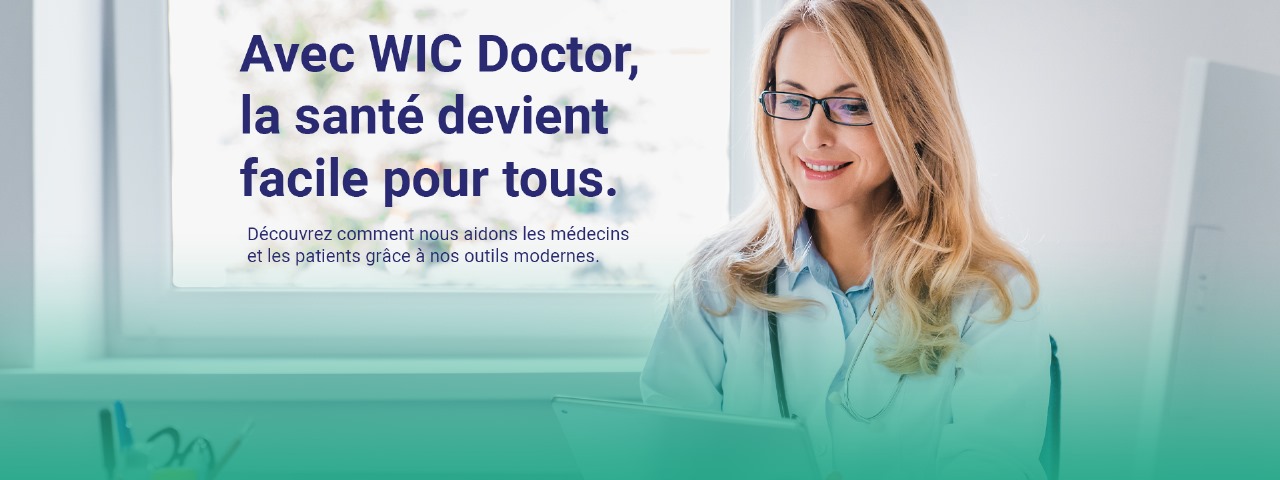 Avec WIC Doctor,
la santé devient
facile pour tous.
Découvrez comment nous aidons les médecins
et les patients grâce à nos outils modernes.